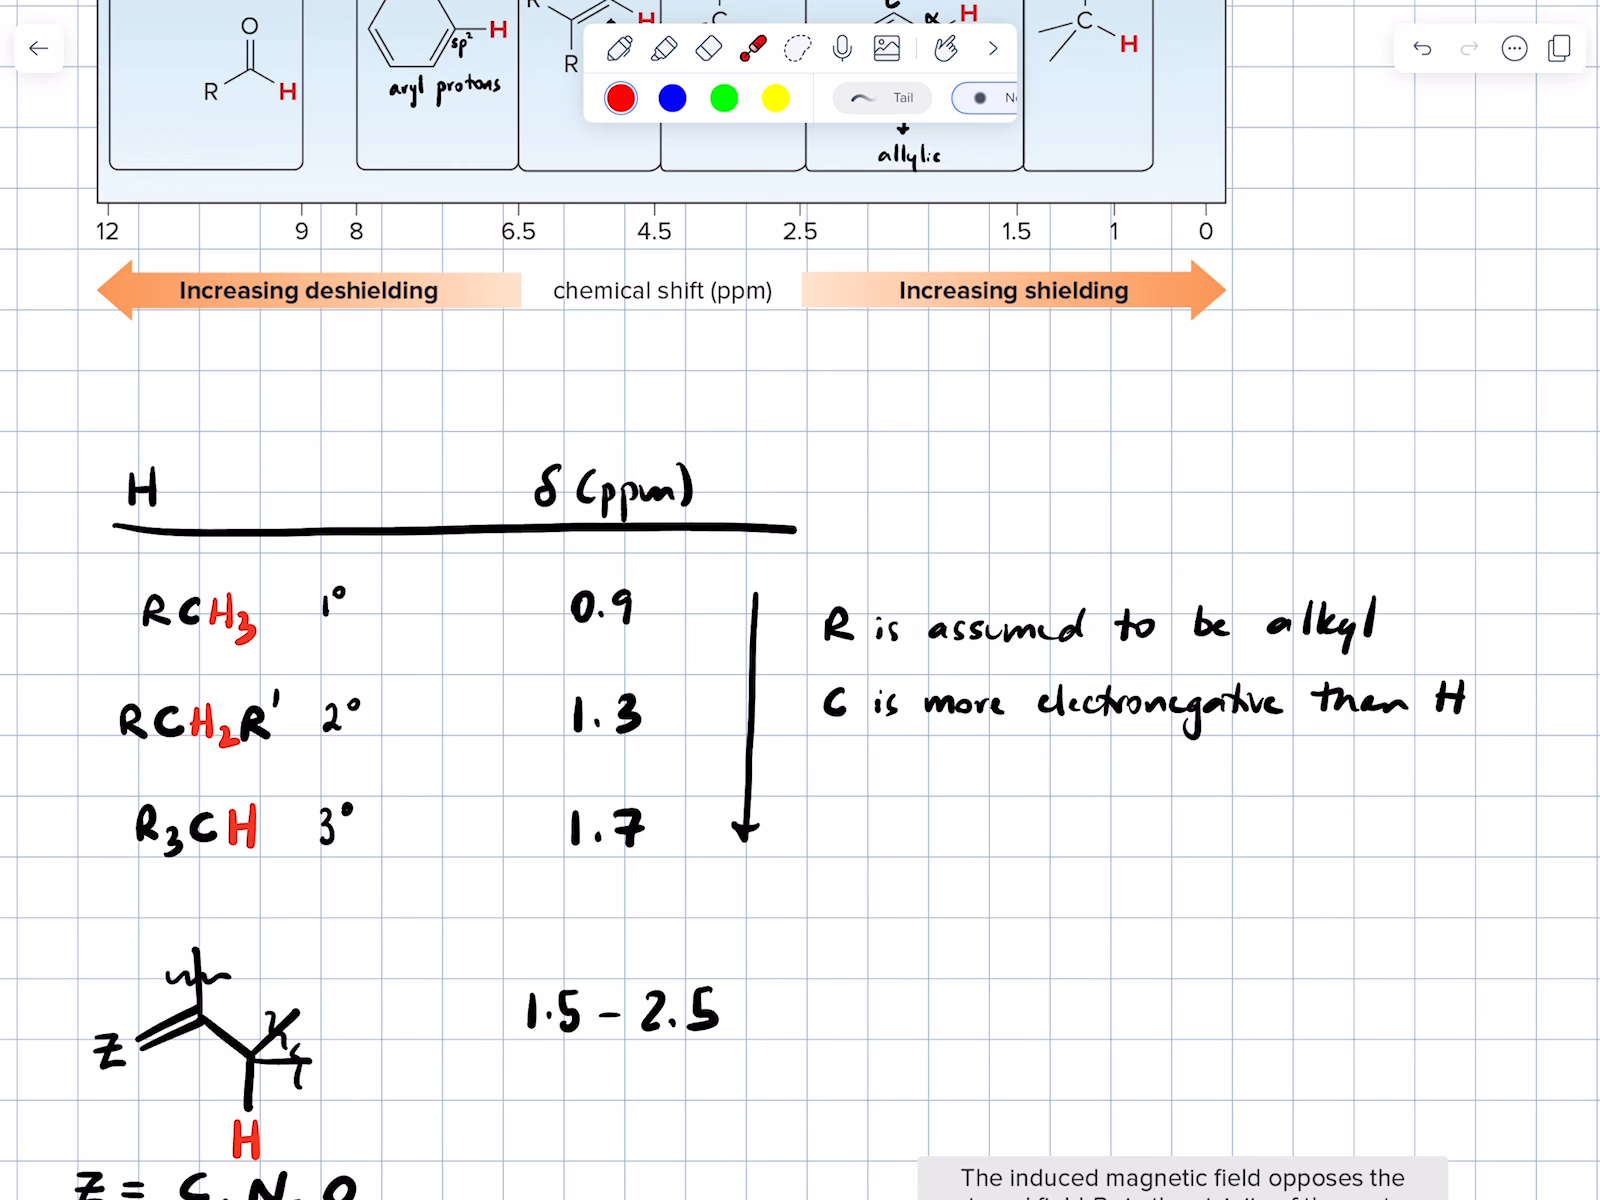 O
R
H
sp²
H
aryl protons
R
H
R
C
α
H
C
H
Tail
+
allylic
12 9 8 6.5 4.5 2.5 1.5 1 0
Increasing deshielding chemical shift (ppm) Increasing shielding
H δ (ppm)
RCH₃ 1° 0.9
R is assumed to be alkyl
RCH₂R' 2° 1.3
C is more electronegative than H
R₃CH 3° 1.7
1.5 - 2.5
Z
H
Z = C, N, O
The induced magnetic field opposes the